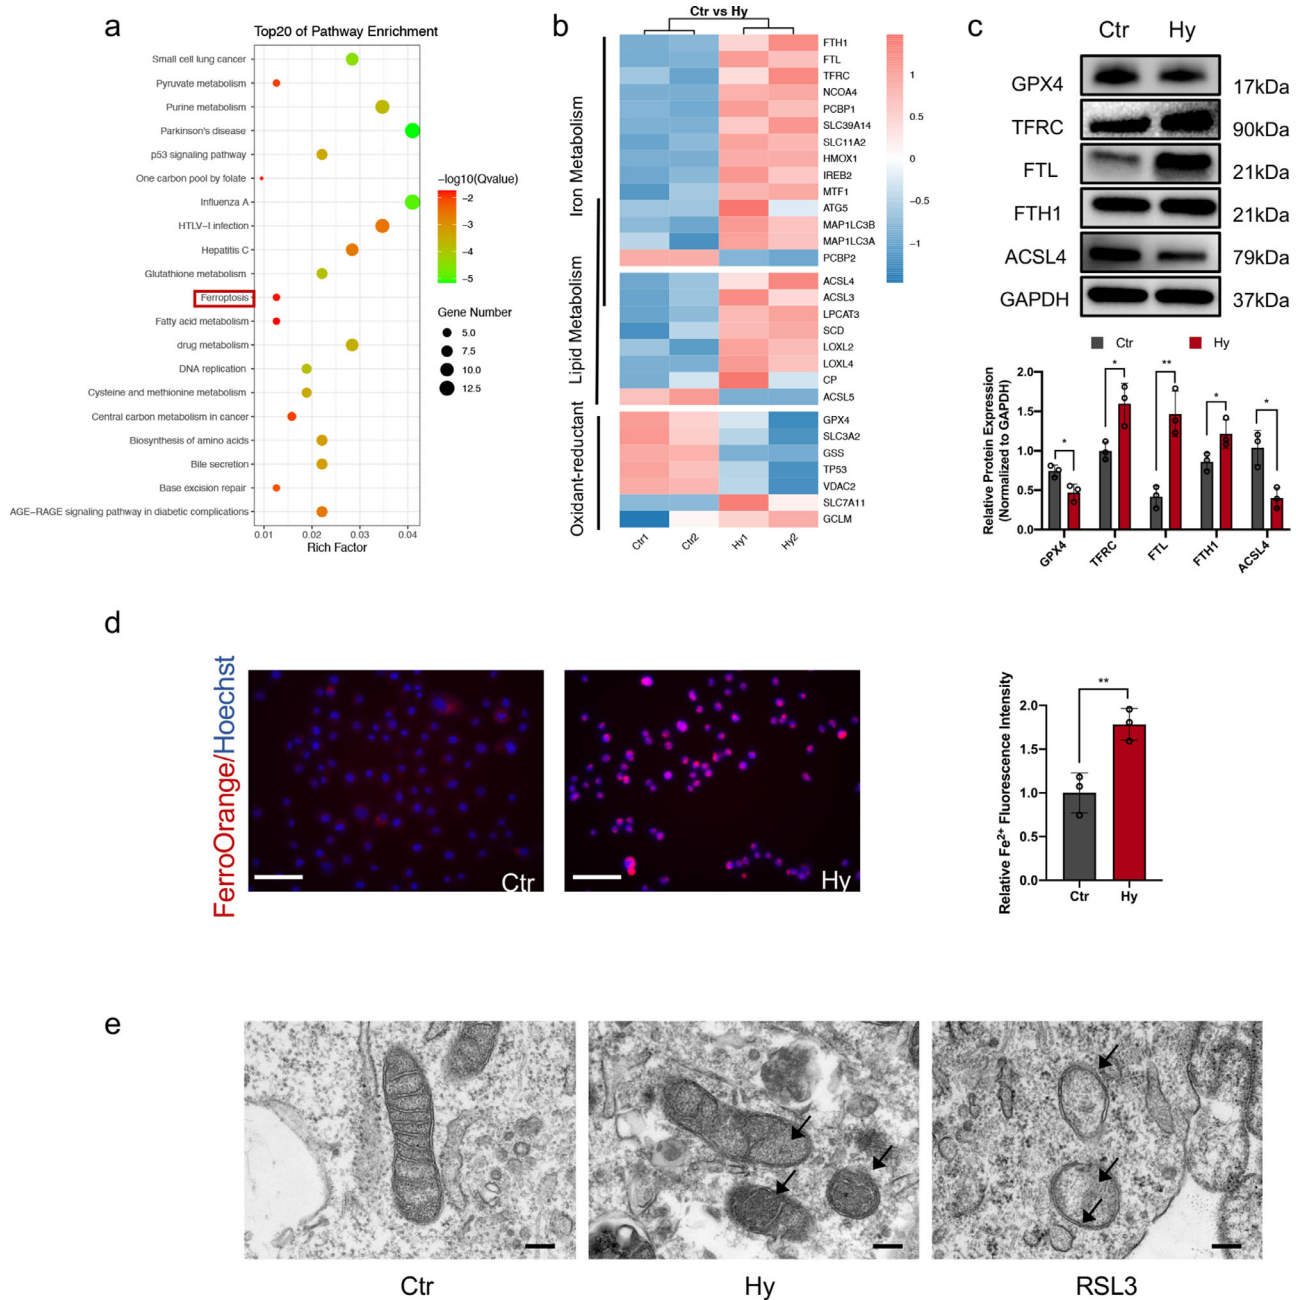 a
Top20 of Pathway Enrichment
Small cell lung cancer
Pyruvate metabolism
Purine metabolism
Parkinson's disease
p53 signaling pathway
One carbon pool by folate
Influenza A
HTLV−I infection
Hepatitis C
Glutathione metabolism
Ferroptosis
Fatty acid metabolism
drug metabolism
DNA replication
Cysteine and methionine metabolism
Central carbon metabolism in cancer
Biosynthesis of amino acids
Bile secretion
Base excision repair
AGE−RAGE signaling pathway in diabetic complications
0.01 0.02 0.03 0.04
Rich Factor
−log10(Qvalue)
−2
−3
−4
−5
Gene Number
5.0
7.5
10.0
12.5
b
Ctr vs Hy
Iron Metabolism
Lipid Metabolism
Oxidant-reductant
FTH1
FTL
TFRC
NCOA4
PCBP1
SLC39A14
SLC11A2
HMOX1
IREB2
MTF1
ATG5
MAP1LC3B
MAP1LC3A
PCBP2
ACSL4
ACSL3
LPCAT3
SCD
LOXL2
LOXL4
CP
ACSL5
GPX4
SLC3A2
GSS
TP53
VDAC2
SLC7A11
GCLM
Ctr1 Ctr2 Hy1 Hy2
1
0.5
0
−0.5
−1
c
Ctr Hy
GPX4 17kDa
TFRC 90kDa
FTL 21kDa
FTH1 21kDa
ACSL4 79kDa
GAPDH 37kDa
Ctr Hy
Relative Protein Expression
(Normalized to GAPDH)
2.0
1.5
1.0
0.5
0.0
* * ** * *
GPX4 TFRC FTL FTH1 ACSL4
d
FerroOrange/Hoechst
Ctr
Hy
Relative Fe²⁺ Fluorescence Intensity
2.0
1.5
1.0
0.5
0.0
**
Ctr Hy
e
Ctr Hy RSL3